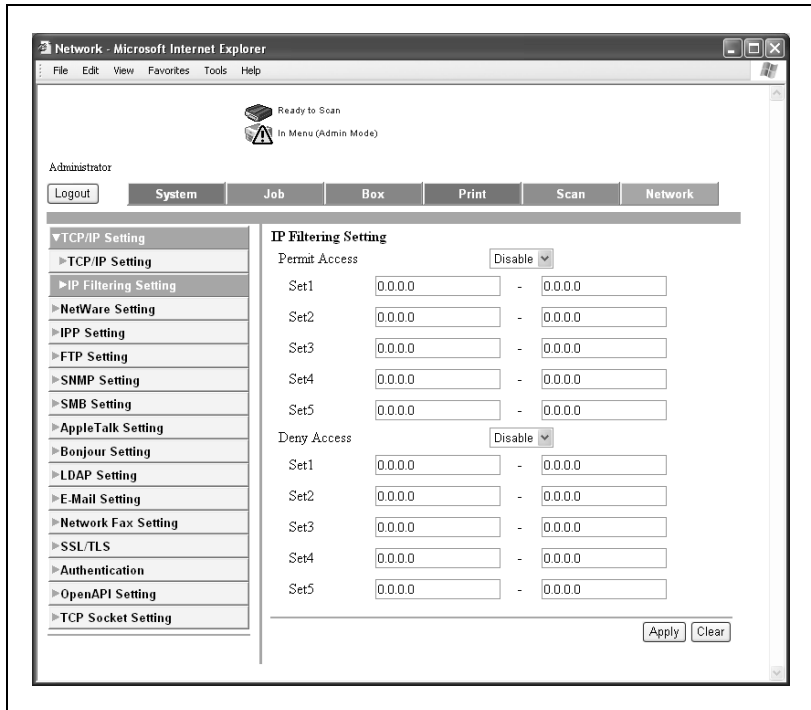 Network - Microsoft Internet Explorer
File Edit View Favorites Tools Help
Ready to Scan
In Menu (Admin Mode)
Administrator
Logout System Job Box Print Scan Network
▼TCP/IP Setting
▶TCP/IP Setting
▶IP Filtering Setting
▶NetWare Setting
▶IPP Setting
▶FTP Setting
▶SNMP Setting
▶SMB Setting
▶AppleTalk Setting
▶Bonjour Setting
▶LDAP Setting
▶E-Mail Setting
▶Network Fax Setting
▶SSL/TLS
▶Authentication
▶OpenAPI Setting
▶TCP Socket Setting
IP Filtering Setting
Permit Access Disable
Set1 0.0.0.0 - 0.0.0.0
Set2 0.0.0.0 - 0.0.0.0
Set3 0.0.0.0 - 0.0.0.0
Set4 0.0.0.0 - 0.0.0.0
Set5 0.0.0.0 - 0.0.0.0
Deny Access Disable
Set1 0.0.0.0 - 0.0.0.0
Set2 0.0.0.0 - 0.0.0.0
Set3 0.0.0.0 - 0.0.0.0
Set4 0.0.0.0 - 0.0.0.0
Set5 0.0.0.0 - 0.0.0.0
Apply Clear